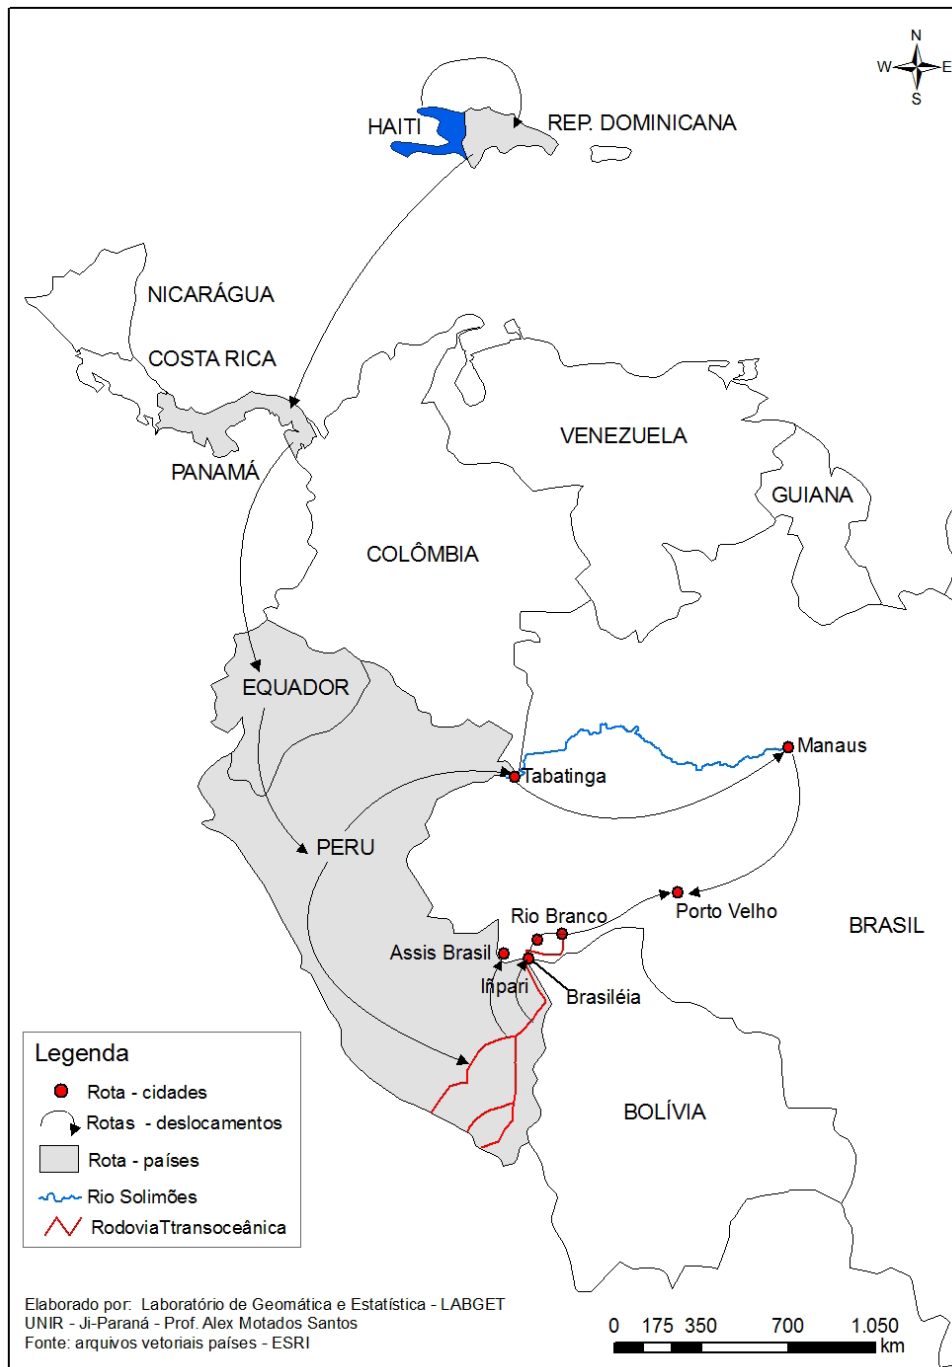 N
W E
S
HAITI
REP. DOMINICANA
NICARÁGUA
COSTA RICA
PANAMÁ
VENEZUELA
GUIANA
COLÔMBIA
EQUADOR
Manaus
Tabatinga
PERU
Rio Branco
Porto Velho
BRASIL
Assis Brasil
Iñpari
Brasiléia
BOLÍVIA
Legenda
Rota - cidades
Rotas - deslocamentos
Rota - países
Rio Solimões
RodoviaTtransoceânica
Elaborado por: Laboratório de Geomática e Estatística - LABGET
UNIR - Ji-Paraná - Prof. Alex Motados Santos
Fonte: arquivos vetoriais países - ESRI
0 175 350 700 1.050
km